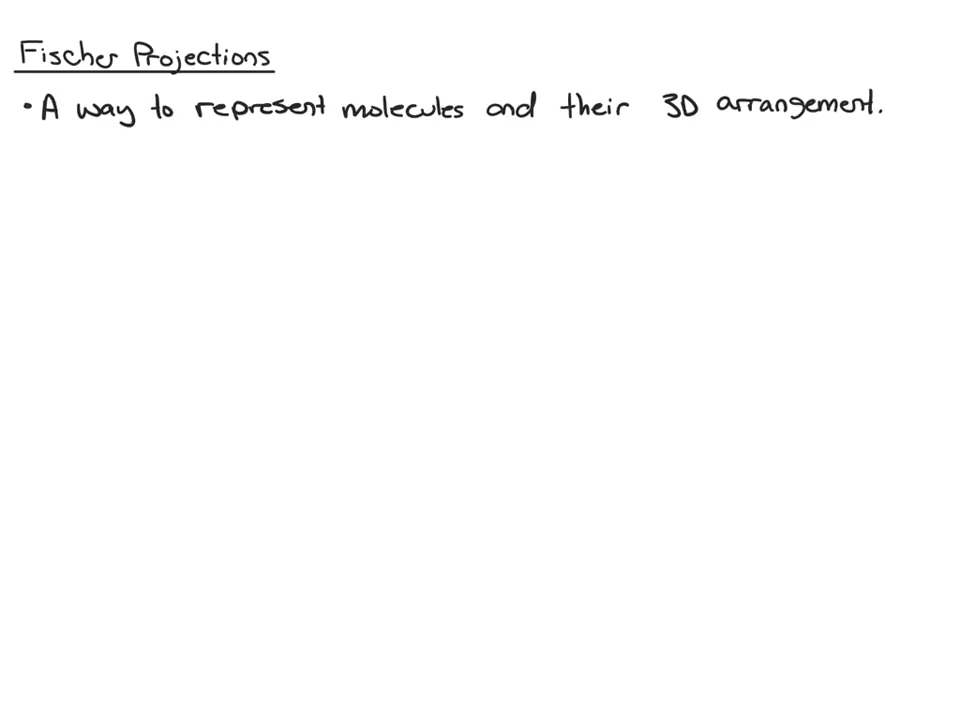 Fischer Projections
• A way to represent molecules and their 3D arrangement.